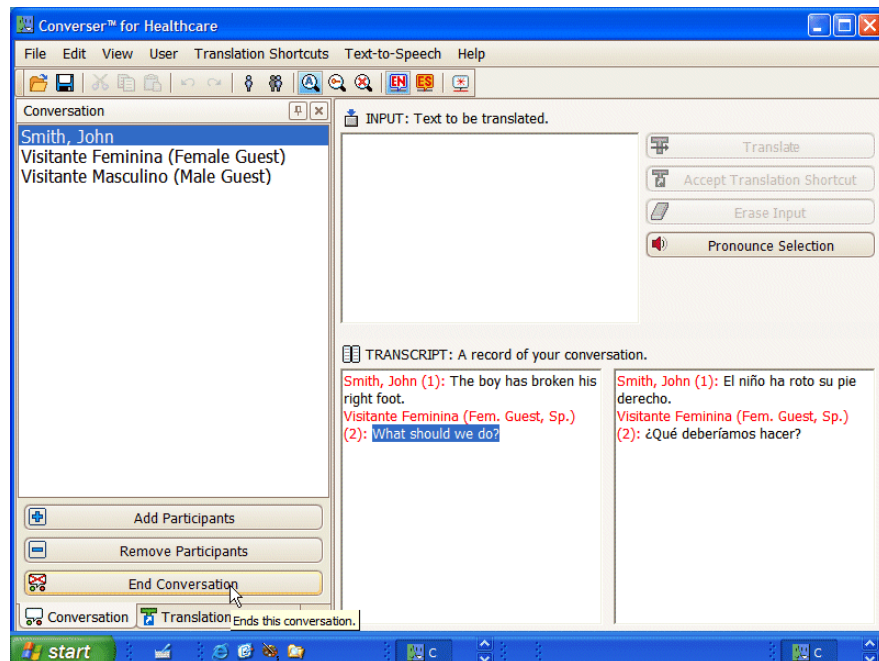 Converser™ for Healthcare
File Edit View User Translation Shortcuts Text-to-Speech Help
EN ES
Conversation
Smith, John
Visitante Feminina (Female Guest)
Visitante Masculino (Male Guest)
Add Participants
Remove Participants
End Conversation
Conversation Translation
Ends this conversation.
INPUT: Text to be translated.
Translate
Accept Translation Shortcut
Erase Input
Pronounce Selection
TRANSCRIPT: A record of your conversation.
Smith, John (1): The boy has broken his
right foot.
Visitante Feminina (Fem. Guest, Sp.)
(2): What should we do?
Smith, John (1): El niño ha roto su pie
derecho.
Visitante Feminina (Fem. Guest, Sp.)
(2): ¿Qué deberíamos hacer?
start
C
C